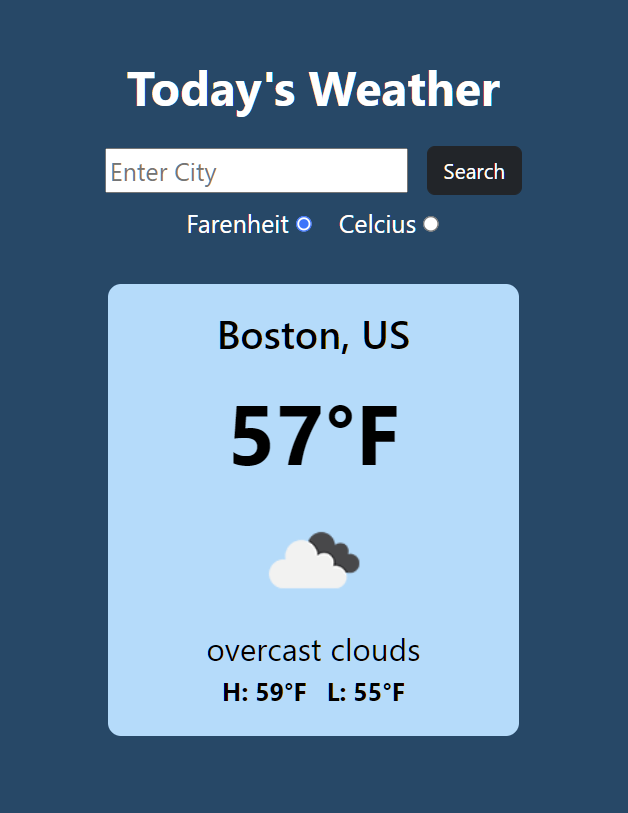 Today's Weather
Enter City Search
Farenheit Celcius
Boston, US
57°F
overcast clouds
H: 59°F L: 55°F